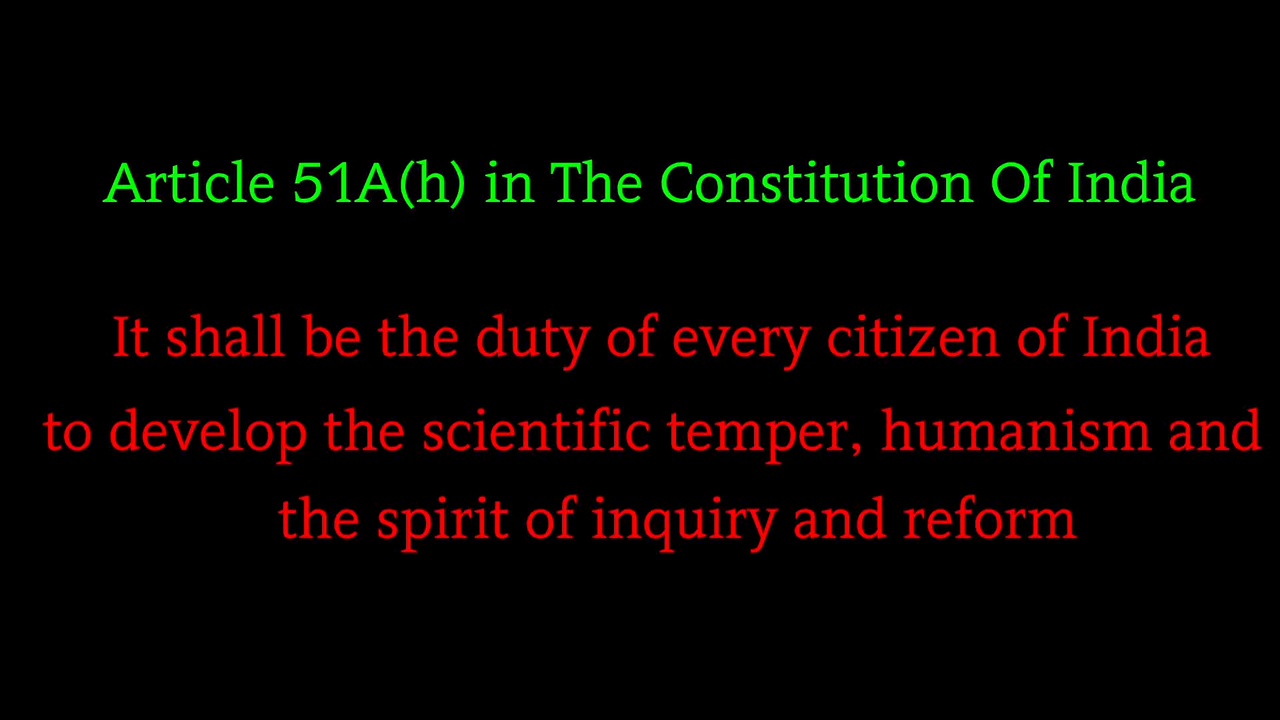 Article 51A(h) in The Constitution Of India
It shall be the duty of every citizen of India
to develop the scientific temper, humanism and
the spirit of inquiry and reform